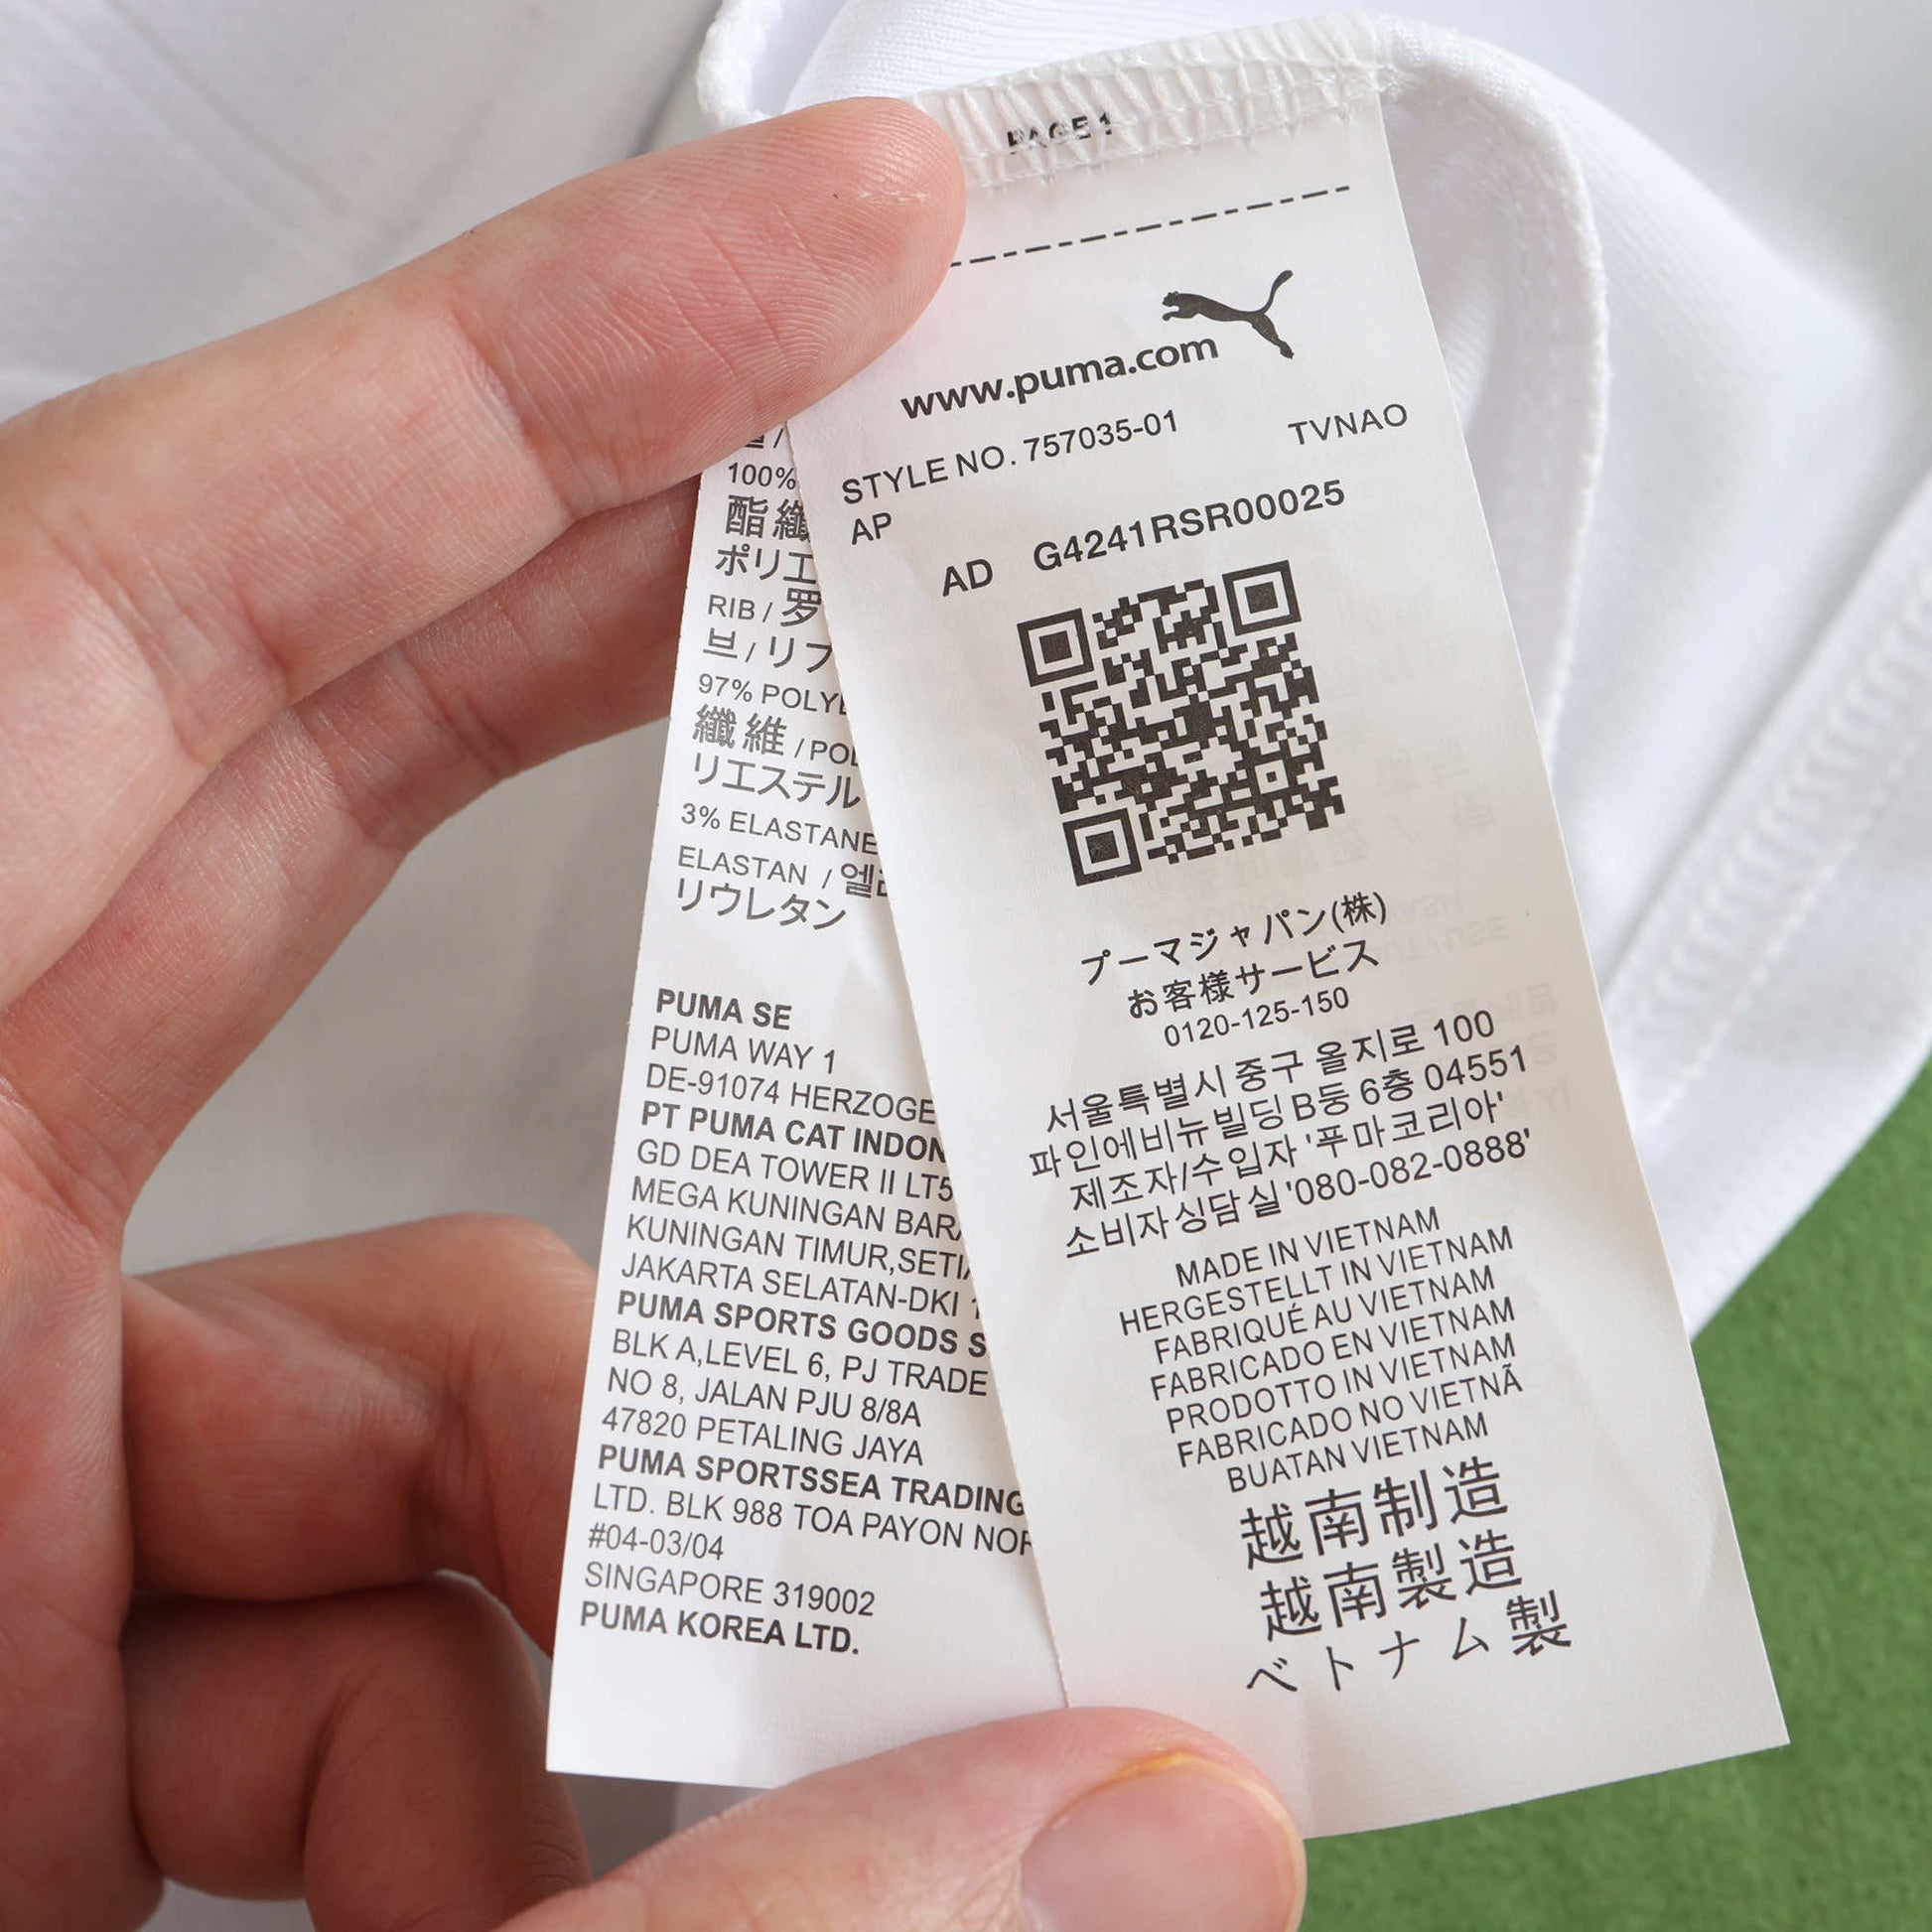 PAGE 1
www.puma.com
STYLE NO. 757035-01 TVNAO
AP
AD G4241RSR00025
プーマジャパン(株)
お客様サービス
0120-125-150
서울특별시 중구 을지로 100
파인에비뉴빌딩 B동 6층 04551
제조자/수입자 '푸마코리아'
소비자싱담실 '080-082-0888'
MADE IN VIETNAM
HERGESTELLT IN VIETNAM
FABRIQUÉ AU VIETNAM
FABRICADO EN VIETNAM
PRODOTTO IN VIETNAM
FABRICADO NO VIETNÃ
BUATAN VIETNAM
越南制造
越南製造
ベトナム製
100%
酯纖
ポリエ
RIB / 罗
브 / リブ
97% POLY
纖維 / POL
リエステル
3% ELASTANE
ELASTAN / 엘
リウレタン
PUMA SE
PUMA WAY 1
DE-91074 HERZOGE
PT PUMA CAT INDON
GD DEA TOWER II LT5
MEGA KUNINGAN BAR
KUNINGAN TIMUR,SETI
JAKARTA SELATAN-DKI
PUMA SPORTS GOODS S
BLK A,LEVEL 6, PJ TRADE
NO 8, JALAN PJU 8/8A
47820 PETALING JAYA
PUMA SPORTSSEA TRADING
LTD. BLK 988 TOA PAYON NOR
#04-03/04
SINGAPORE 319002
PUMA KOREA LTD.